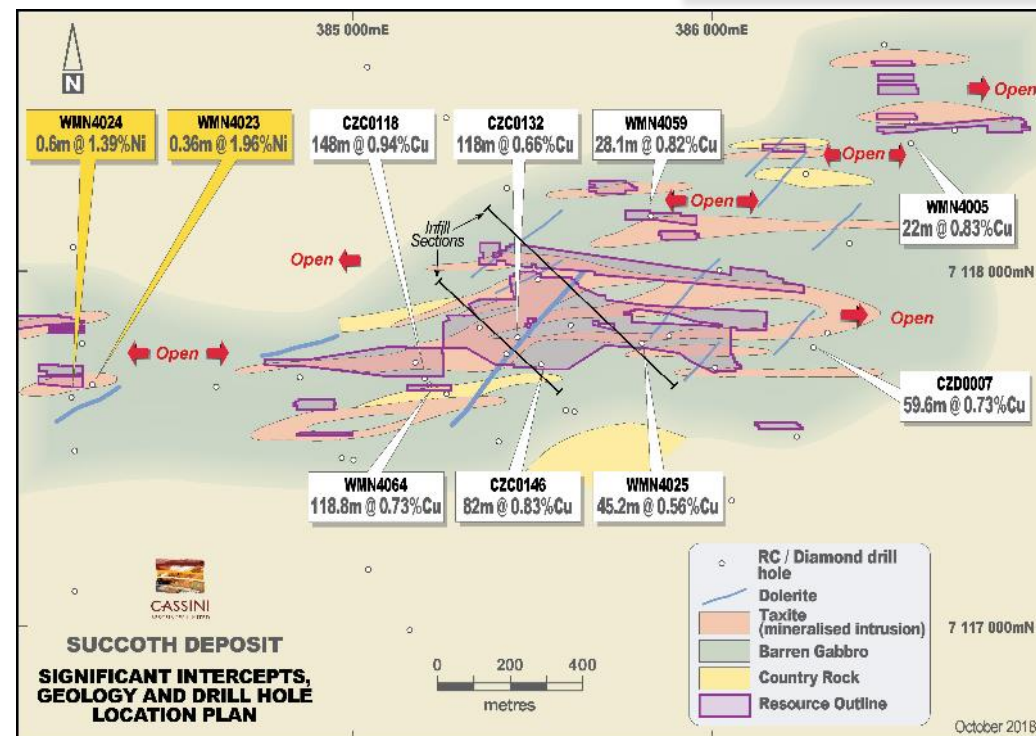 385 000mE
386 000mE
N
WMN4024
0.6m @ 1.39%Ni
WMN4023
0.36m @ 1.96%Ni
CZC0118
148m @ 0.94%Cu
CZC0132
118m @ 0.66%Cu
WMN4059
28.1m @ 0.82%Cu
Open
Open
WMN4005
22m @ 0.83%Cu
Open
Infill
Sections
Open
7 118 000mN
Open
Open
CZD0007
59.6m @ 0.73%Cu
WMN4064
118.8m @ 0.73%Cu
CZC0146
82m @ 0.83%Cu
WMN4025
45.2m @ 0.56%Cu
CASSINI
SUCCOTH DEPOSIT
SIGNIFICANT INTERCEPTS,
GEOLOGY AND DRILL HOLE
LOCATION PLAN
0 200 400
metres
RC / Diamond drill
hole
Dolerite
Taxite
(mineralised intrusion)
Barren Gabbro
Country Rock
Resource Outline
7 117 000mN
October 2018